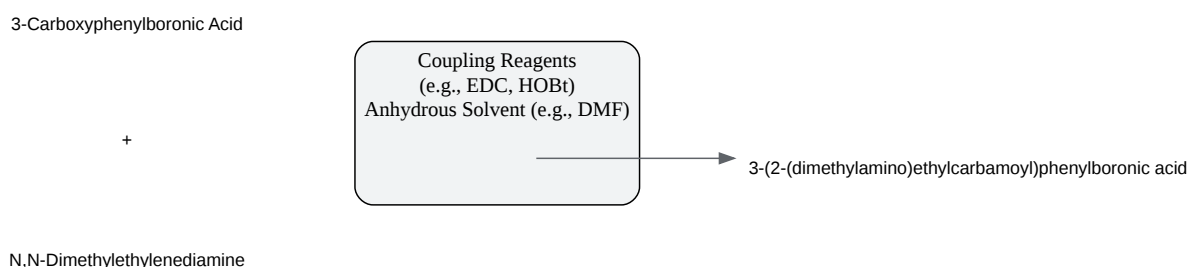 3-Carboxyphenylboronic Acid
Coupling Reagents
(e.g., EDC, HOBt)
Anhydrous Solvent (e.g., DMF)
+
3-(2-(dimethylamino)ethylcarbamoyl)phenylboronic acid
N,N-Dimethylethylenediamine